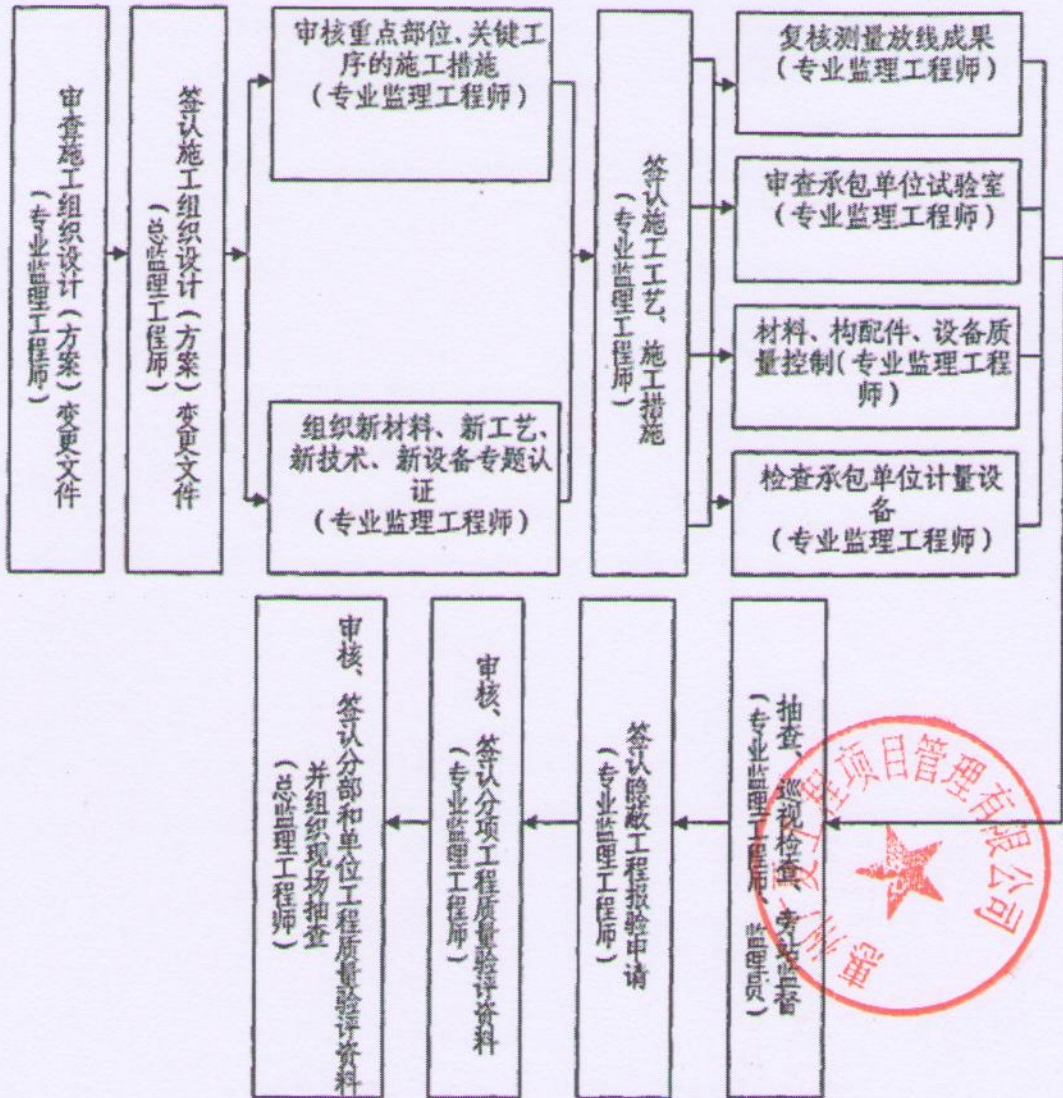 审查施工组织设计(方案)变更文件
(专业监理工程师)
签认施工组织设计(方案)变更文件
(总监理工程师)
审核重点部位、关键工
序的施工措施
(专业监理工程师)
组织新材料、新工艺、
新技术、新设备专题认
证
(专业监理工程师)
签认施工工艺、施工措施
(专业监理工程师)
复核测量放线成果
(专业监理工程师)
审查承包单位试验室
(专业监理工程师)
材料、构配件、设备质
量控制(专业监理工程
师)
检查承包单位计量设
备
(专业监理工程师)
抽查、巡视检查、旁站监督
(专业监理工程师、监理员)
签认隐蔽工程报验申请
(专业监理工程师)
审核、签认分项工程质量验评资料
(专业监理工程师)
审核、签认分部和单位工程质量验评资料
并组织现场抽查
(总监理工程师)
惠州广夏工程项目管理有限公司